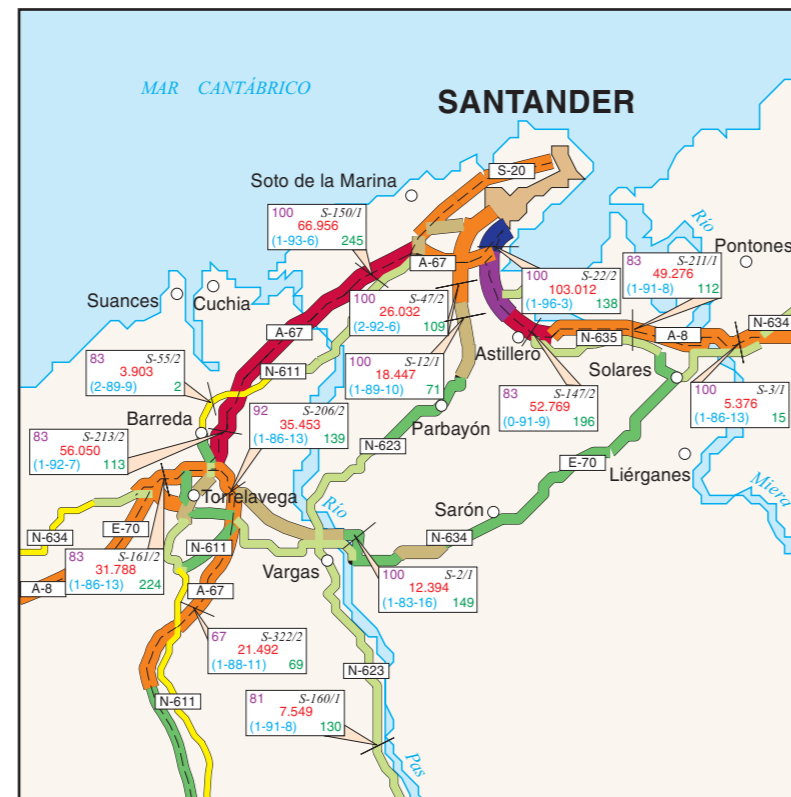 MAR CANTÁBRICO
SANTANDER
S-20
Soto de la Marina
100 S-150/1
66.956
(1-93-6) 245
Río
Pontones
A-67
100 S-22/2
103.012
(1-96-3) 138
83 S-211/1
49.276
(1-91-8) 112
Suances
Cuchia
100 S-47/2
26.032
(2-92-6) 109
A-67
N-634
A-8
N-635
Astillero
83 S-55/2
3.903
(2-89-9) 2
N-611
100 S-12/1
18.447
(1-89-10) 71
Solares
83 S-147/2
52.769
(0-91-9) 196
100 S-3/1
5.376
(1-86-13) 15
Barreda
92 S-206/2
35.453
(1-86-13) 139
Parbayón
83 S-213/2
56.050
(1-92-7) 113
N-623
E-70
Liérganes
Miera
Torrelavega
Río
Sarón
E-70
N-634
N-611
N-634
83 S-161/2
31.788
(1-86-13) 224
Vargas
100 S-2/1
12.394
(1-83-16) 149
A-8
A-67
67 S-322/2
21.492
(1-88-11) 69
N-623
N-611
81 S-160/1
7.549
(1-91-8) 130
Pas